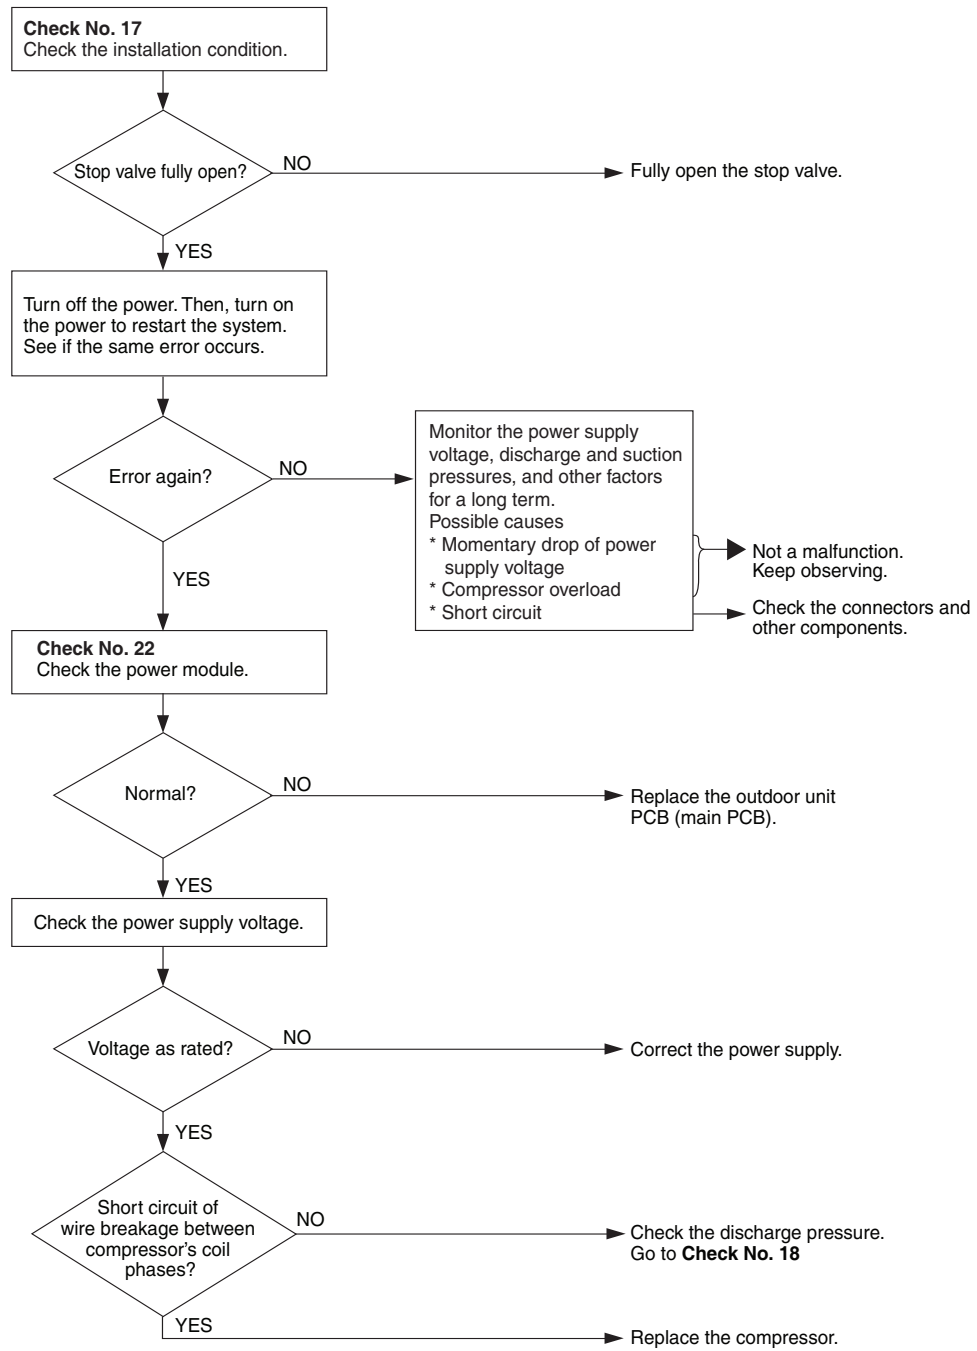 Check No. 17
Check the installation condition.
Stop valve fully open?
NO
Fully open the stop valve.
YES
Turn off the power. Then, turn on
the power to restart the system.
See if the same error occurs.
Error again?
NO
Monitor the power supply
voltage, discharge and suction
pressures, and other factors
for a long term.
Possible causes
* Momentary drop of power
supply voltage
* Compressor overload
* Short circuit
Not a malfunction.
Keep observing.
Check the connectors and
other components.
YES
Check No. 22
Check the power module.
Normal?
NO
Replace the outdoor unit
PCB (main PCB).
YES
Check the power supply voltage.
Voltage as rated?
NO
Correct the power supply.
YES
Short circuit of
wire breakage between
compressor's coil
phases?
NO
Check the discharge pressure.
Go to Check No. 18
YES
Replace the compressor.